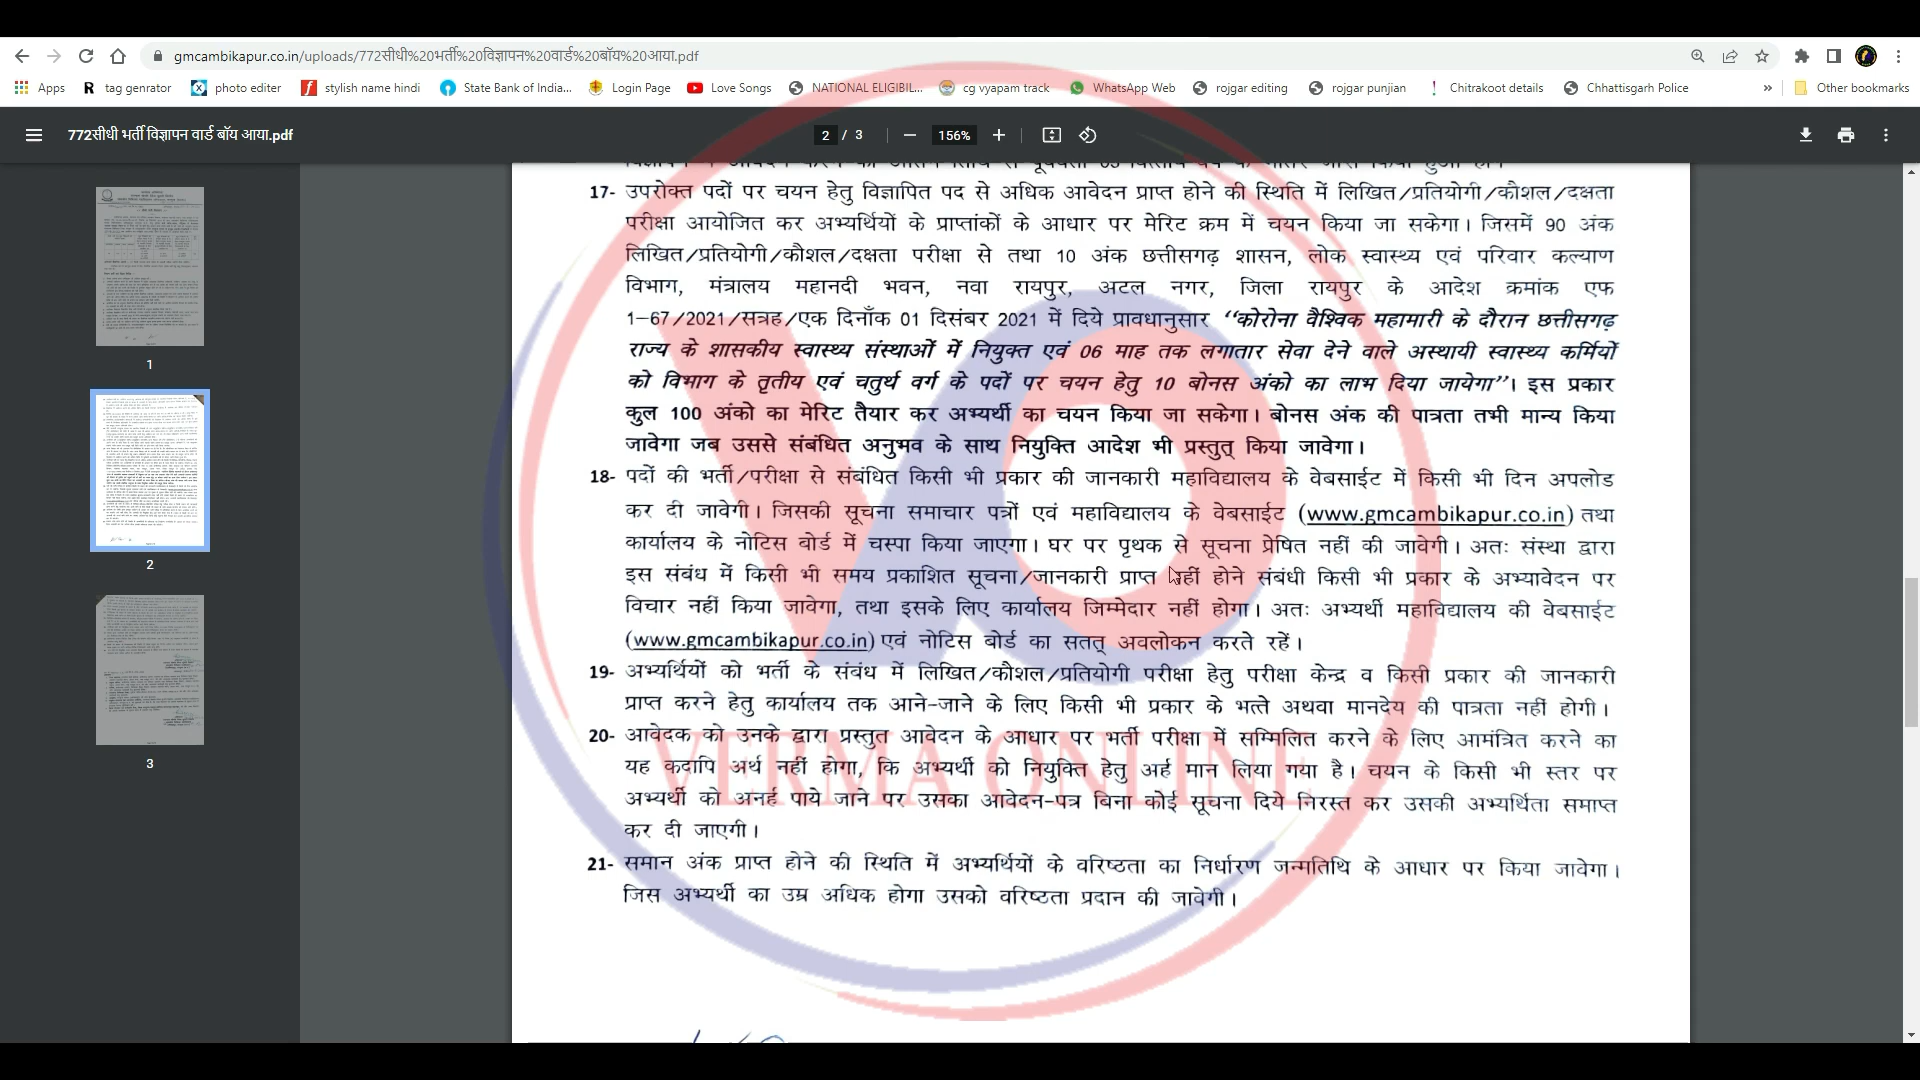 gmcambikapur.co.in/uploads/772सीधी%20भर्ती%20विज्ञापन%20वार्ड%20बॉय%20आया.pdf
Apps R tag genrator photo editer stylish name hindi State Bank of India... Login Page Love Songs NATIONAL ELIGIBIL... cg vyapam track WhatsApp Web rojgar editing rojgar punjian Chitrakoot details Chhattisgarh Police » Other bookmarks
772सीधी भर्ती विज्ञापन वार्ड बॉय आया.pdf 2 / 3 156%
17- उपरोक्त पदों पर चयन हेतु विज्ञापित पद से अधिक आवेदन प्राप्त होने की स्थिति में लिखित/प्रतियोगी/कौशल/दक्षता
परीक्षा आयोजित कर अभ्यर्थियों के प्राप्तांकों के आधार पर मेरिट क्रम में चयन किया जा सकेगा। जिसमें 90 अंक
लिखित/प्रतियोगी/कौशल/दक्षता परीक्षा से तथा 10 अंक छत्तीसगढ़ शासन, लोक स्वास्थ्य एवं परिवार कल्याण
विभाग, मंत्रालय महानदी भवन, नवा रायपुर, अटल नगर, जिला रायपुर के आदेश क्रमांक एफ
1-67/2021/सत्रह/एक दिनाँक 01 दिसंबर 2021 में दिये प्रावधानुसार ‘‘कोरोना वैश्विक महामारी के दौरान छत्तीसगढ़
राज्य के शासकीय स्वास्थ्य संस्थाओं में नियुक्त एवं 06 माह तक लगातार सेवा देने वाले अस्थायी स्वास्थ्य कर्मियों
को विभाग के तृतीय एवं चतुर्थ वर्ग के पदों पर चयन हेतु 10 बोनस अंको का लाभ दिया जायेगा’’। इस प्रकार
कुल 100 अंको का मेरिट तैयार कर अभ्यर्थी का चयन किया जा सकेगा। बोनस अंक की पात्रता तभी मान्य किया
जावेगा जब उससे संबंधित अनुभव के साथ नियुक्ति आदेश भी प्रस्तुत् किया जावेगा।
18- पदों की भर्ती/परीक्षा से संबंधित किसी भी प्रकार की जानकारी महाविद्यालय के वेबसाईट में किसी भी दिन अपलोड
कर दी जावेगी। जिसकी सूचना समाचार पत्रों एवं महाविद्यालय के वेबसाईट (www.gmcambikapur.co.in) तथा
कार्यालय के नोटिस बोर्ड में चस्पा किया जाएगा। घर पर पृथक से सूचना प्रेषित नहीं की जावेगी। अतः संस्था द्वारा
इस संबंध में किसी भी समय प्रकाशित सूचना/जानकारी प्राप्त नहीं होने संबंधी किसी भी प्रकार के अभ्यावेदन पर
विचार नहीं किया जावेगा, तथा इसके लिए कार्यालय जिम्मेदार नहीं होगा। अतः अभ्यर्थी महाविद्यालय की वेबसाईट
(www.gmcambikapur.co.in) एवं नोटिस बोर्ड का सतत् अवलोकन करते रहें।
19- अभ्यर्थियों को भर्ती के संबंध में लिखित/कौशल/प्रतियोगी परीक्षा हेतु परीक्षा केन्द्र व किसी प्रकार की जानकारी
प्राप्त करने हेतु कार्यालय तक आने-जाने के लिए किसी भी प्रकार के भत्ते अथवा मानदेय की पात्रता नहीं होगी।
20- आवेदक को उनके द्वारा प्रस्तुत आवेदन के आधार पर भर्ती परीक्षा में सम्मिलित करने के लिए आमंत्रित करने का
यह कदापि अर्थ नहीं होगा, कि अभ्यर्थी को नियुक्ति हेतु अर्ह मान लिया गया है। चयन के किसी भी स्तर पर
अभ्यर्थी को अनर्ह पाये जाने पर उसका आवेदन-पत्र बिना कोई सूचना दिये निरस्त कर उसकी अभ्यर्थिता समाप्त
कर दी जाएगी।
21- समान अंक प्राप्त होने की स्थिति में अभ्यर्थियों के वरिष्ठता का निर्धारण जन्मतिथि के आधार पर किया जावेगा।
जिस अभ्यर्थी का उम्र अधिक होगा उसको वरिष्ठता प्रदान की जावेगी।
VERMA ONLINE
1
2
3